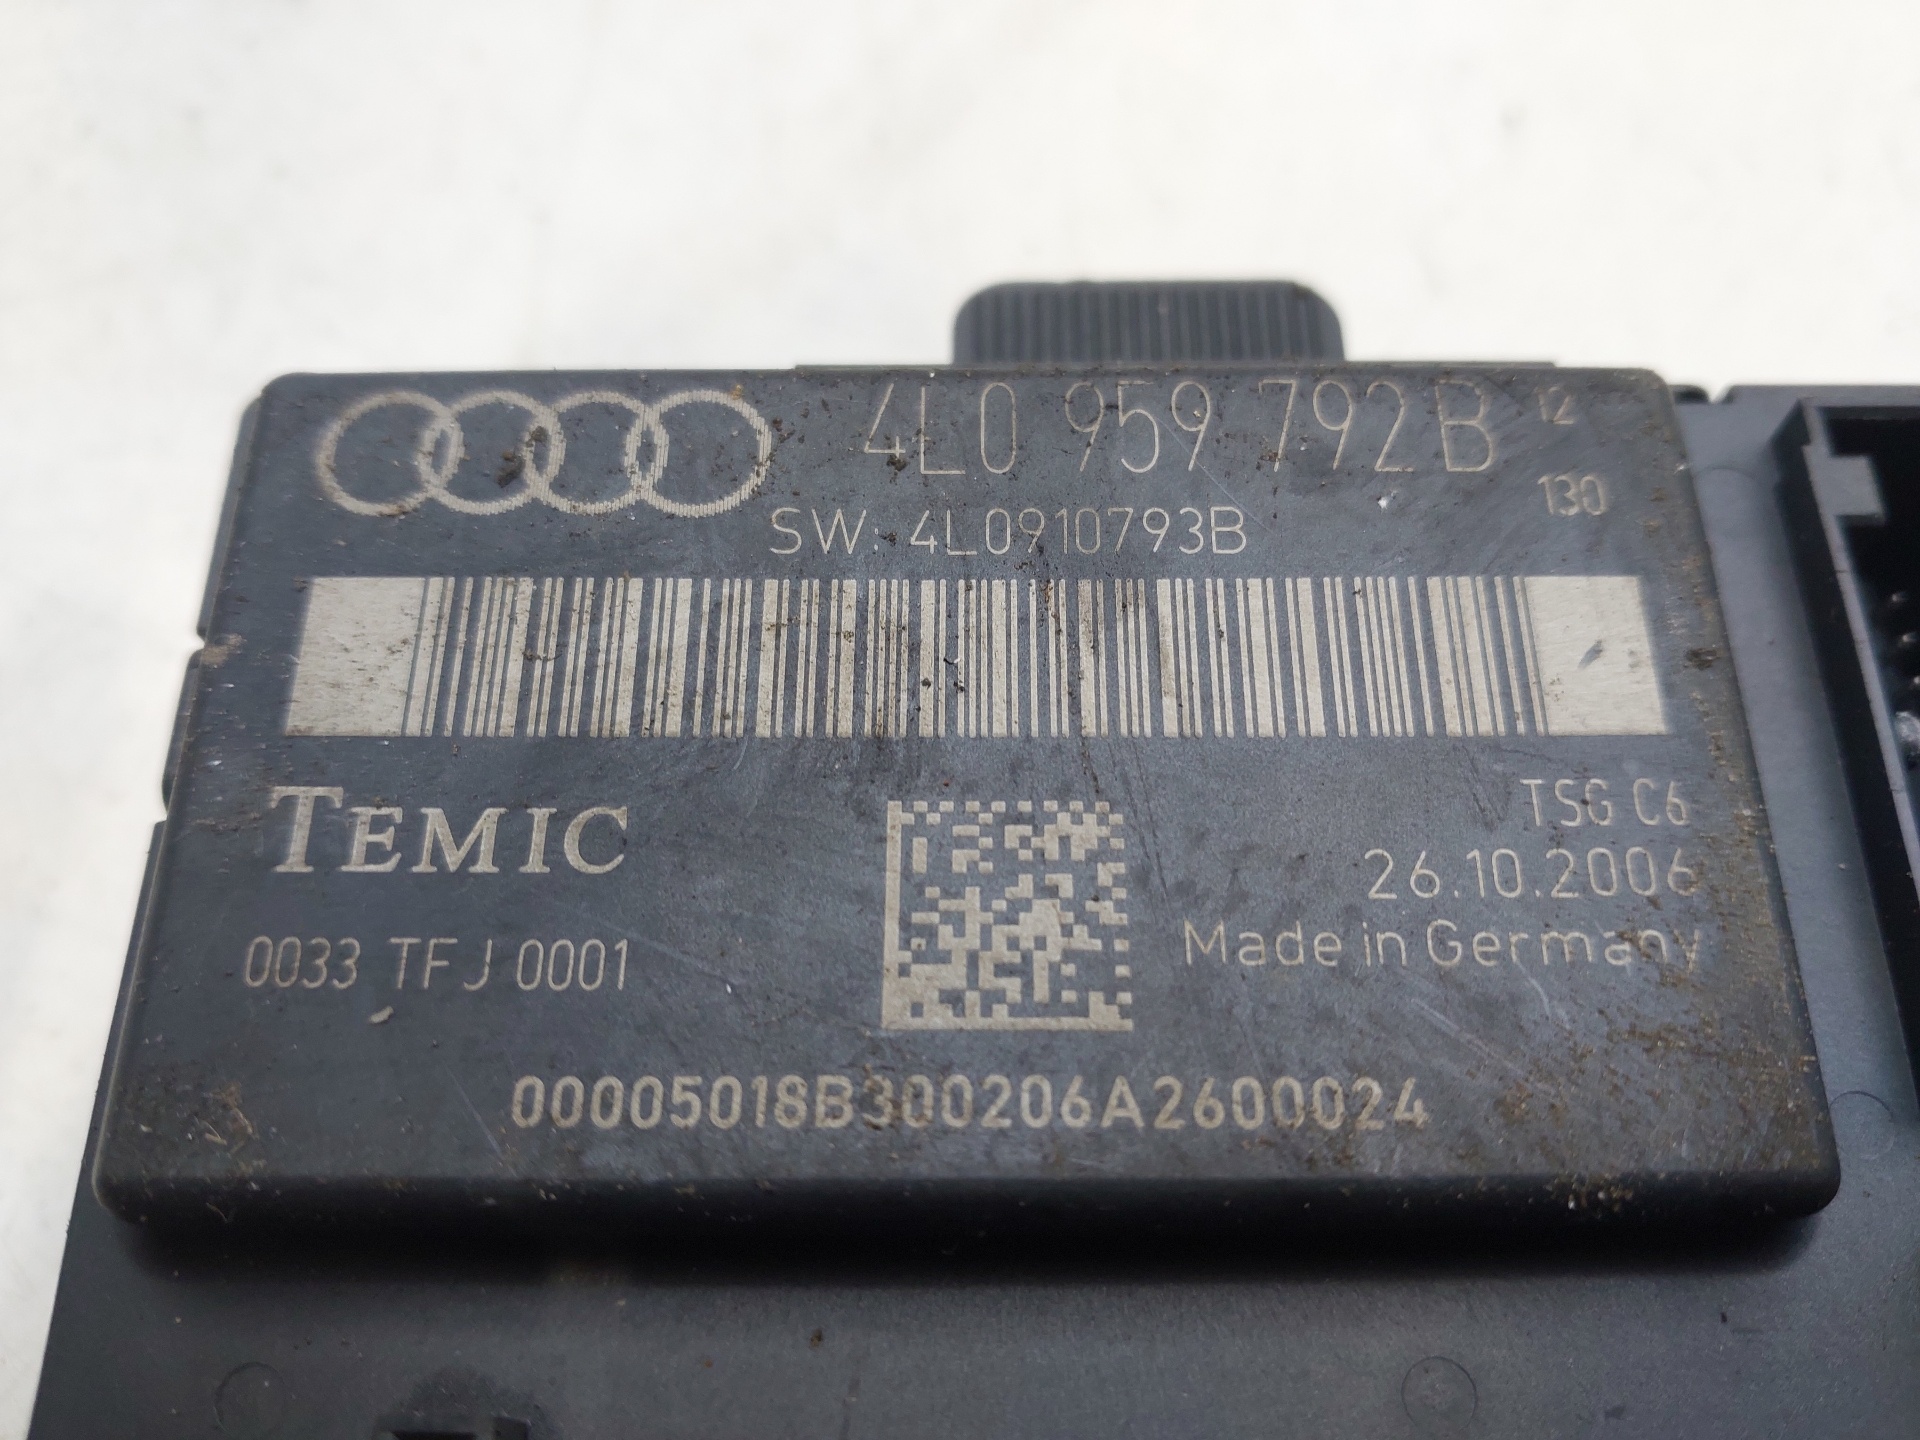 4L0 959 792B 12
130
SW 4L0910793B
TEMIC
TSG C6
26.10.2006
Made in Germany
0033 TFJ 0001
00005018B300206A2600024